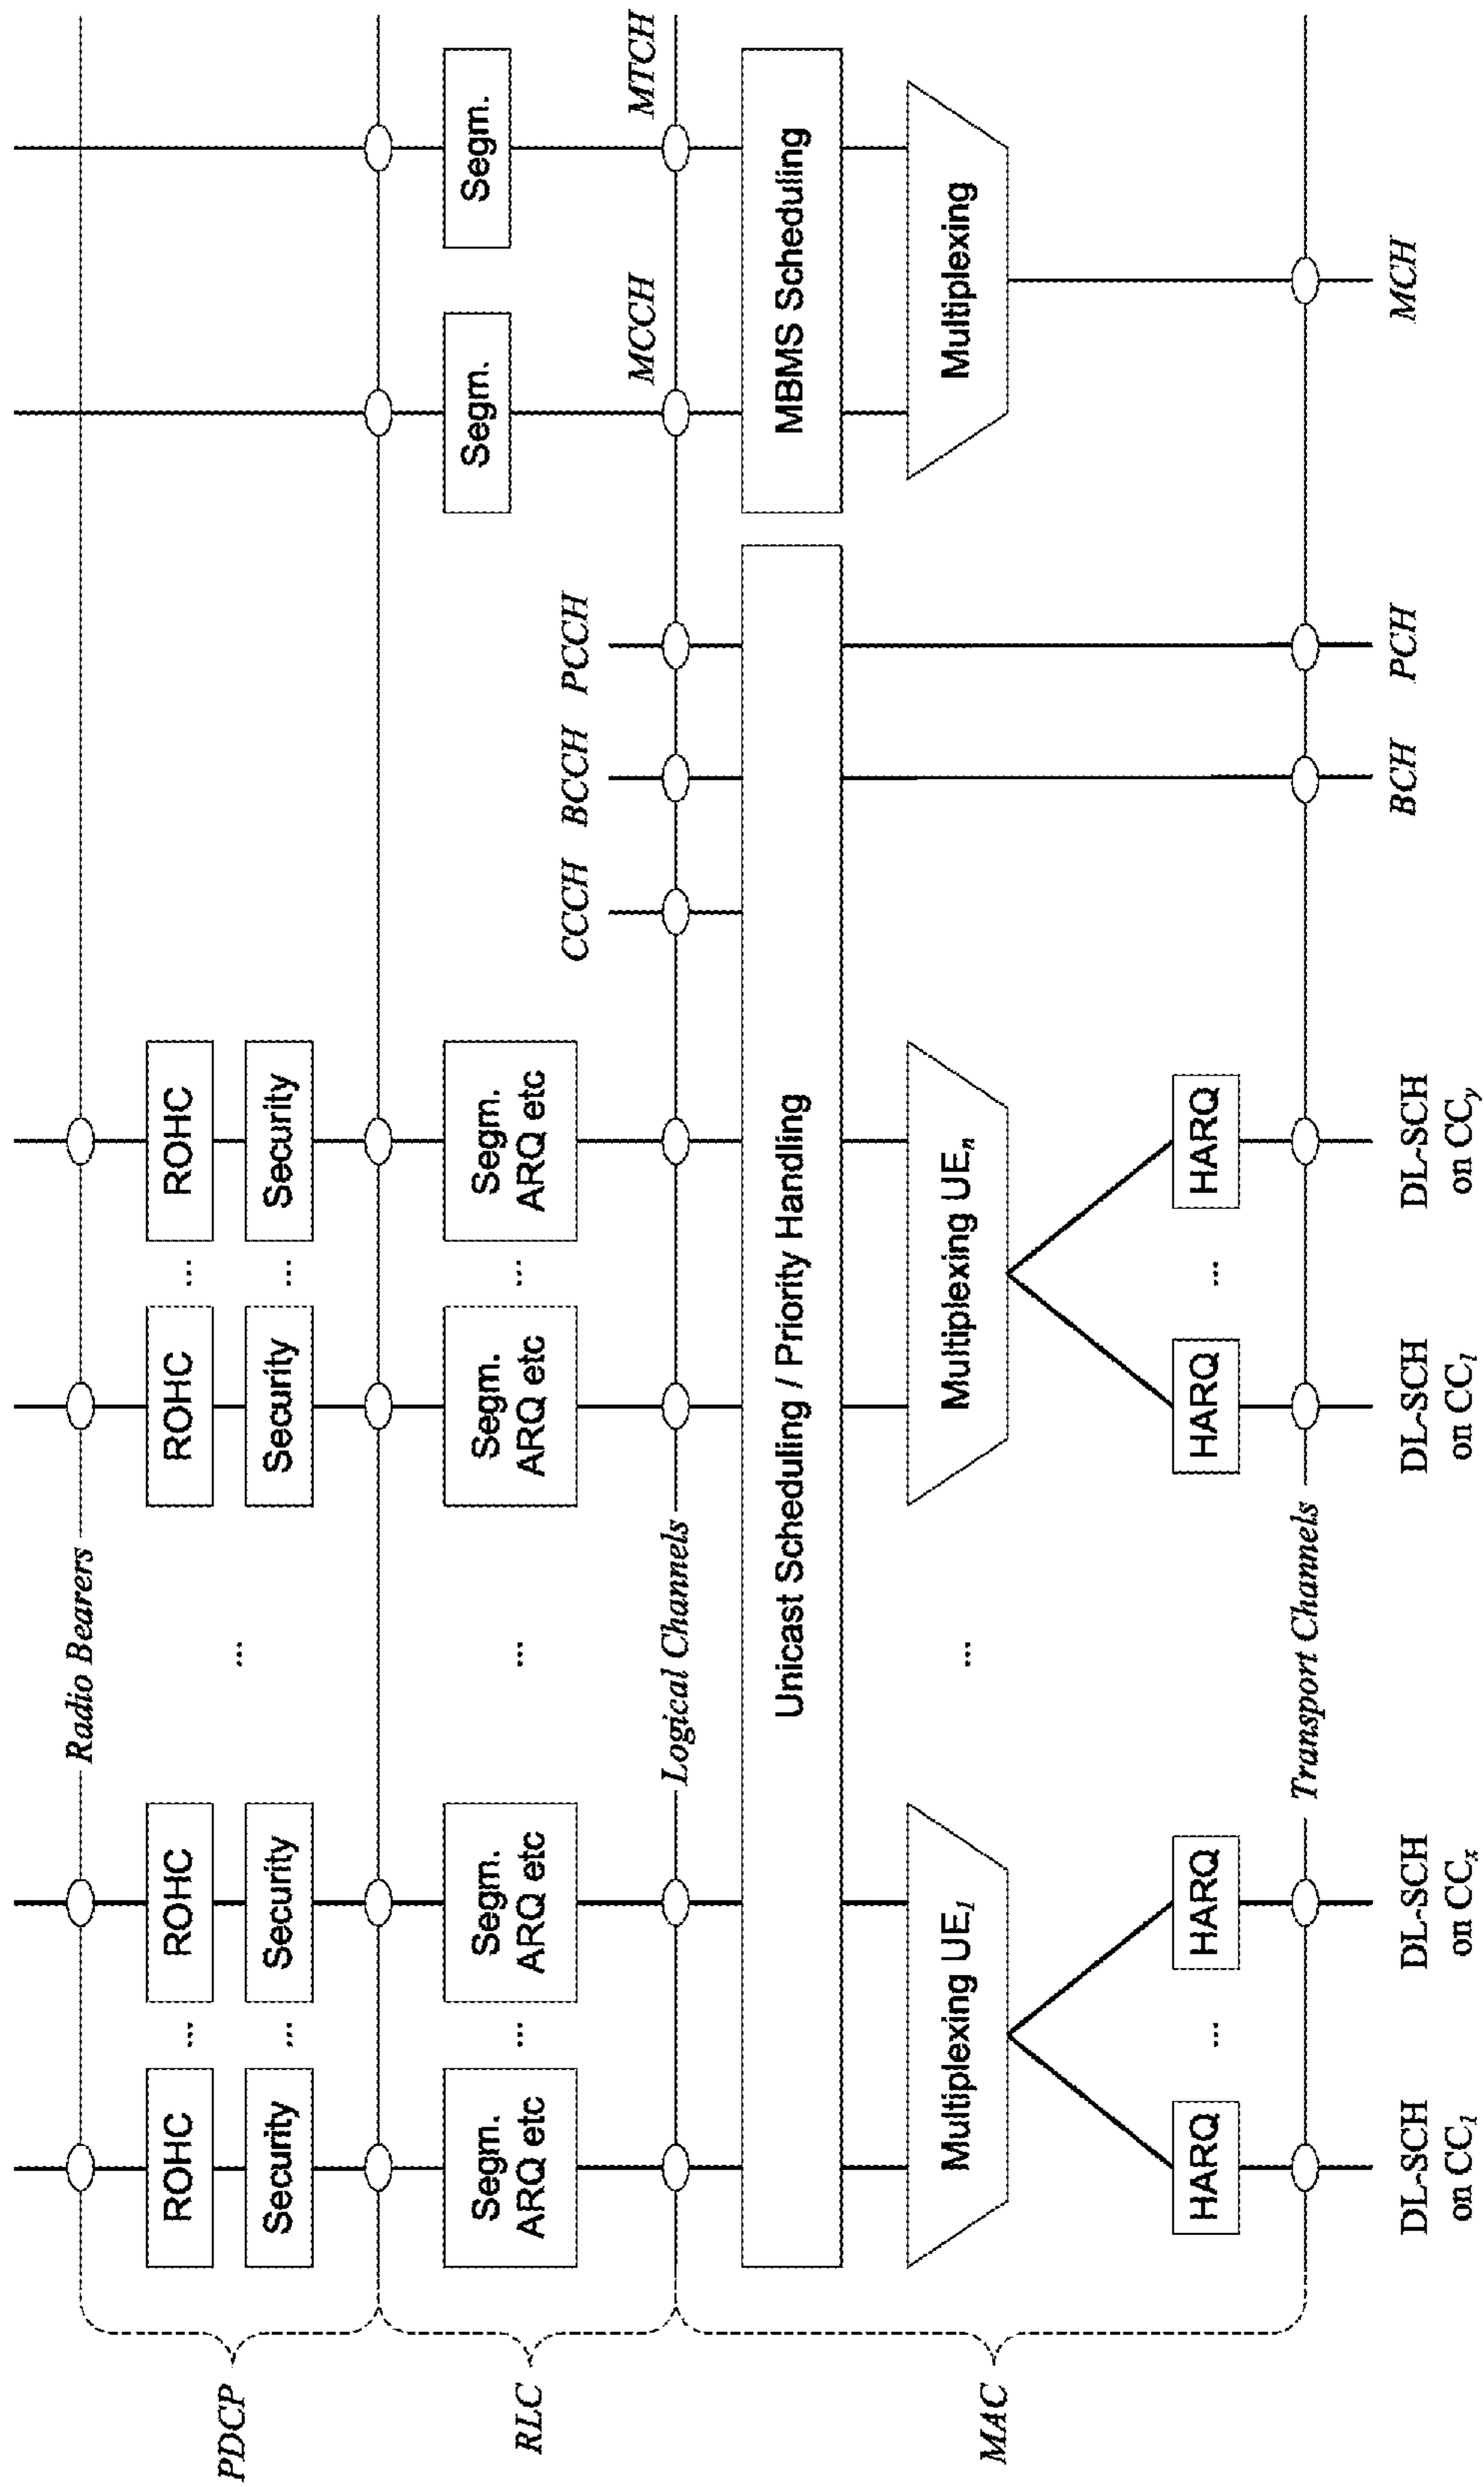 Radio Bearers
PDCP
ROHC
...
ROHC
...
ROHC
...
ROHC
Security
...
Security
Security
...
Security
RLC
Segm.
ARQ etc
...
Segm.
ARQ etc
...
Segm.
ARQ etc
...
Segm.
ARQ etc
Segm.
Segm.
CCCH
BCCH
PCCH
MCCH
MTCH
Logical Channels
MAC
Unicast Scheduling / Priority Handling
MBMS Scheduling
Multiplexing UE1
...
Multiplexing UEn
Multiplexing
HARQ
...
HARQ
HARQ
...
HARQ
Transport Channels
DL-SCH
on CC1
DL-SCH
on CCx
DL-SCH
on CC1
DL-SCH
on CCy
BCH
PCH
MCH